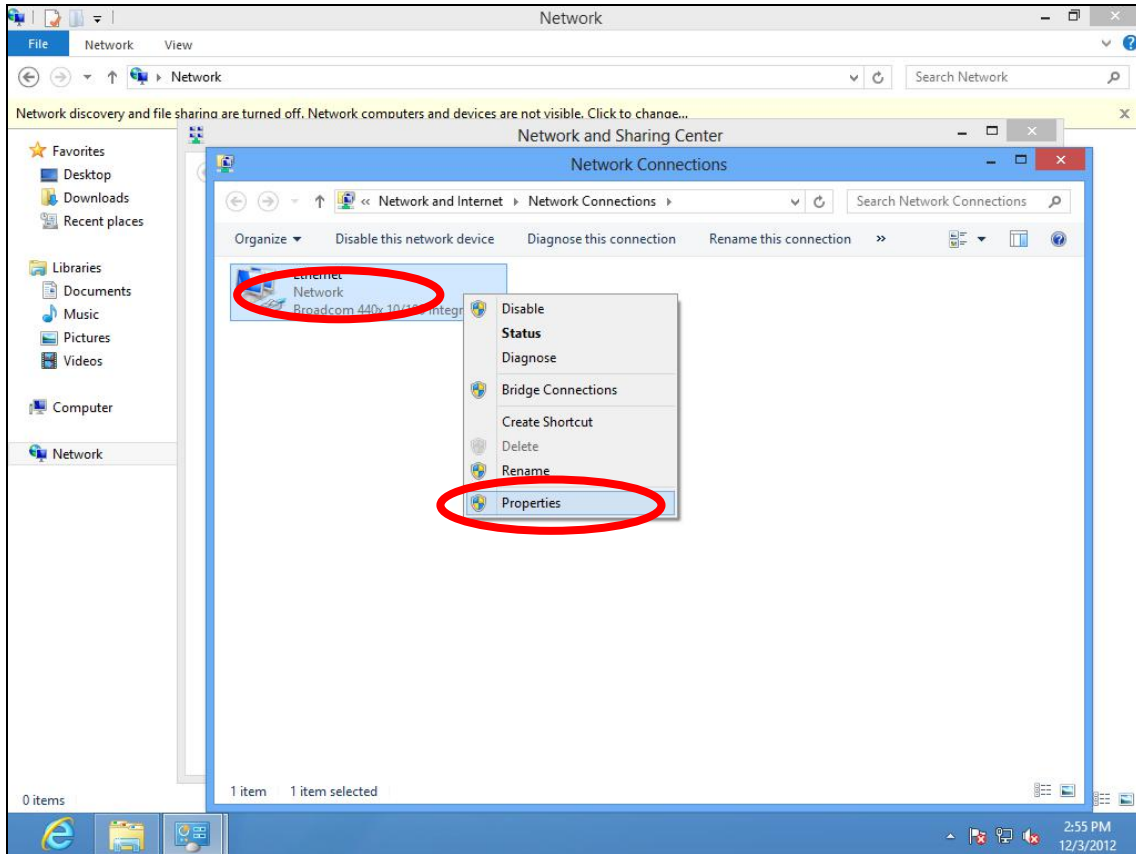 Network
File Network View
Network Search Network
Network discovery and file sharing are turned off. Network computers and devices are not visible. Click to change...
Network and Sharing Center
Network Connections
Favorites
Desktop
Downloads
Recent places
Libraries
Documents
Music
Pictures
Videos
Computer
Network
« Network and Internet Network Connections Search Network Connections
Organize Disable this network device Diagnose this connection Rename this connection »
Ethernet
Network
Broadcom 440x 10/100 Integr
Disable
Status
Diagnose
Bridge Connections
Create Shortcut
Delete
Rename
Properties
1 item 1 item selected
0 items
2:55 PM
12/3/2012